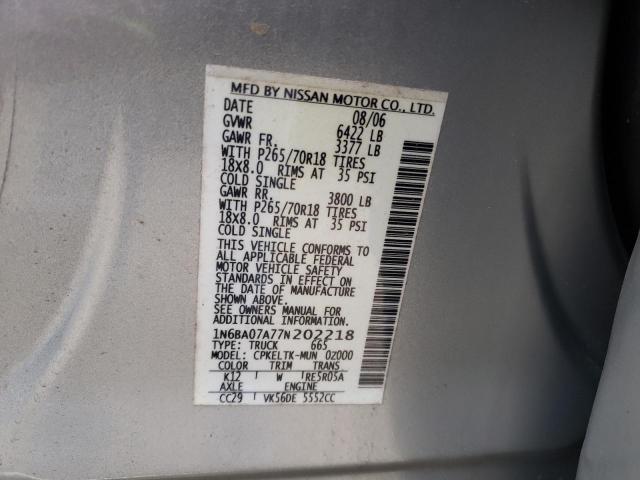 MFD BY NISSAN MOTOR CO., LTD.
DATE 08/06
GVWR 6422 LB
GAWR FR. 3377 LB
WITH P265/70R18 TIRES
18X8.0 RIMS AT 35 PSI
COLD SINGLE
GAWR RR. 3800 LB
WITH P265/70R18 TIRES
18X8.0 RIMS AT 35 PSI
COLD SINGLE
THIS VEHICLE CONFORMS TO
ALL APPLICABLE FEDERAL
MOTOR VEHICLE SAFETY
STANDARDS IN EFFECT ON
THE DATE OF MANUFACTURE
SHOWN ABOVE.
SEE OWNERS MANUAL FOR
ADDITIONAL INFORMATION.
1N6BA07A77N202218
TYPE: TRUCK 665
MODEL: CPKELTK-MUN 0Z000
COLOR TRIM TRANS
K12 W RE5R05A
AXLE ENGINE
CC29 VK56DE 5552CC